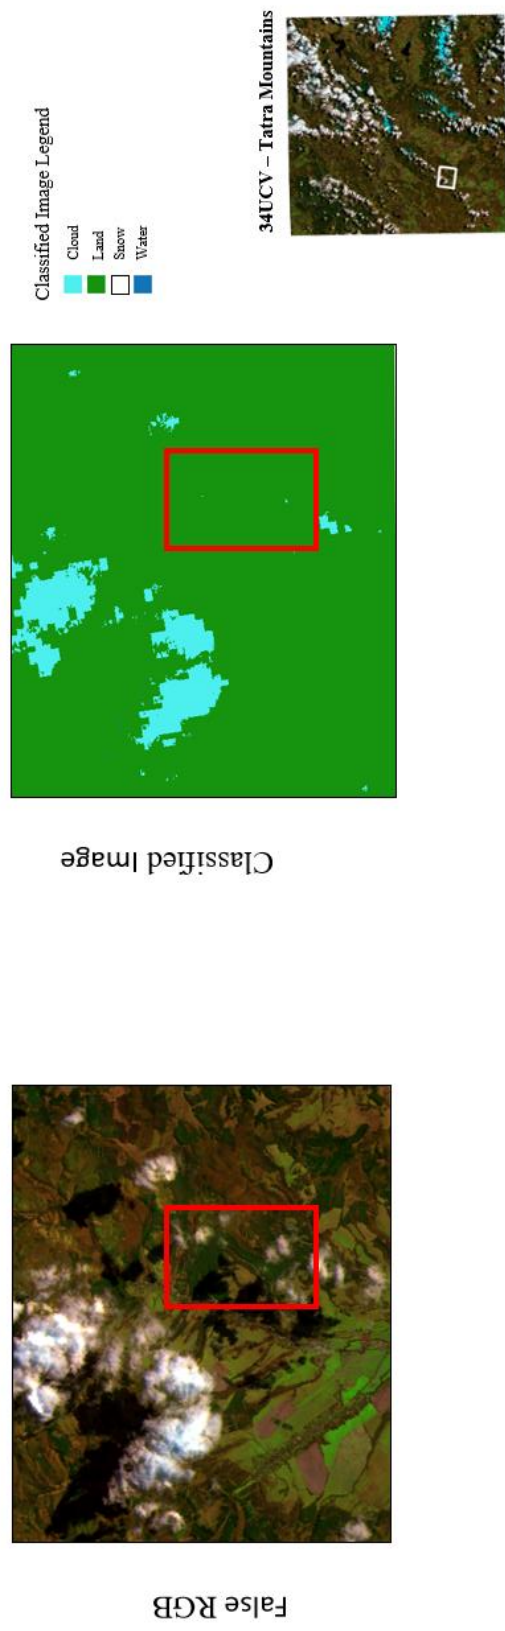 Classified Image Legend
Cloud
Land
Snow
Water
34UCV – Tatra Mountains
Classified Image
False RGB